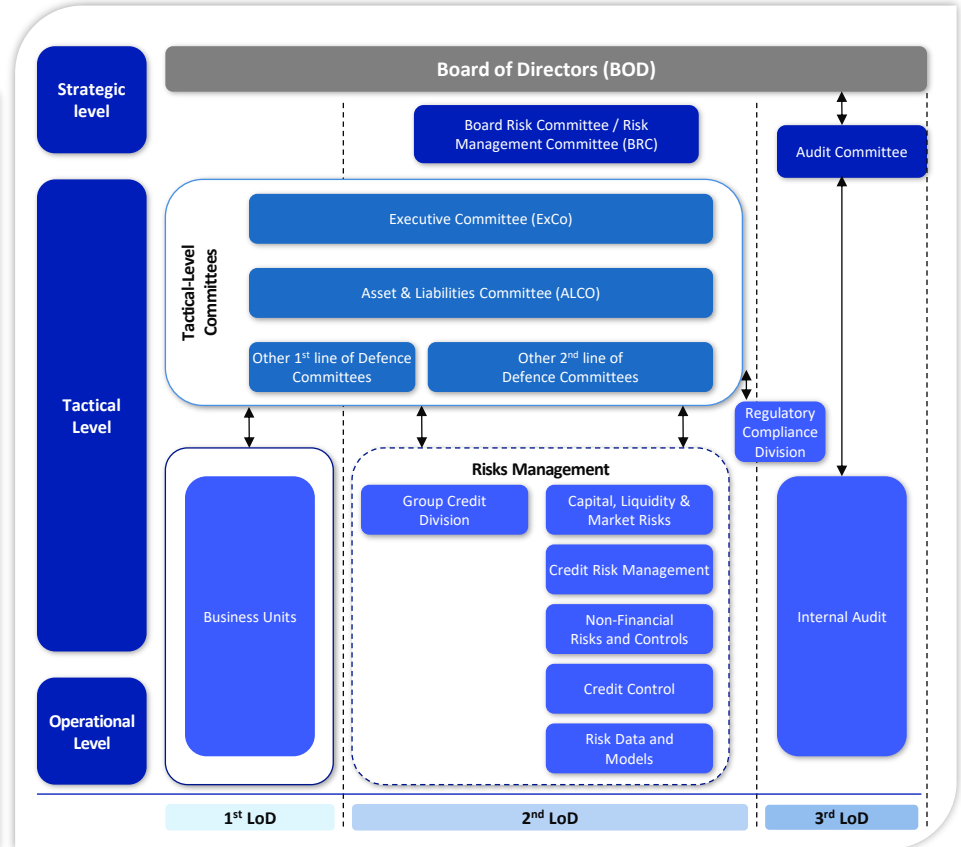 Board of Directors (BOD)
Strategic
level
Board Risk Committee / Risk
Management Committee (BRC)
Audit Committee
Tactical
Level
Tactical-Level
Committees
Executive Committee (ExCo)
Asset & Liabilities Committee (ALCO)
Other 1st line of Defence
Committees
Other 2nd line of
Defence Committees
Regulatory
Compliance
Division
Risks Management
Business Units
Group Credit
Division
Capital, Liquidity &
Market Risks
Credit Risk Management
Non-Financial
Risks and Controls
Credit Control
Risk Data and
Models
Internal Audit
Operational
Level
1st LoD
2nd LoD
3rd LoD